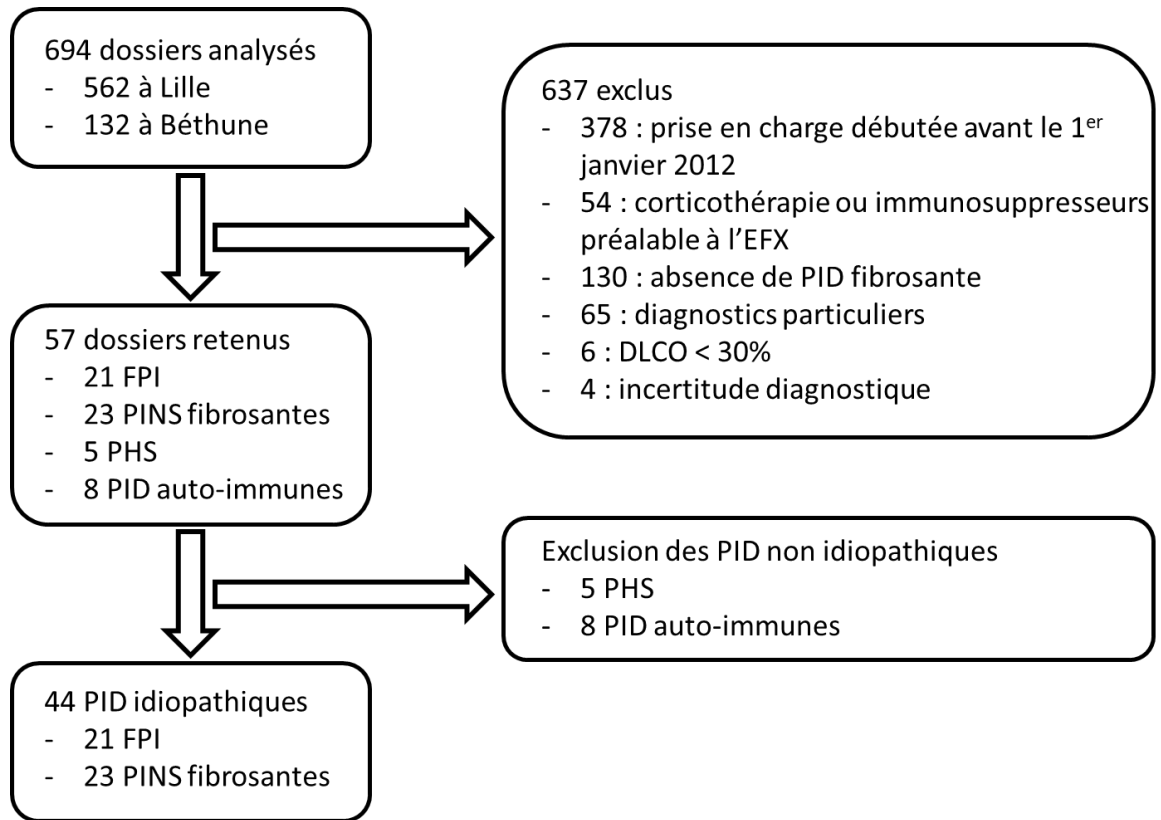 694 dossiers analysés
- 562 à Lille
- 132 à Béthune
637 exclus
- 378 : prise en charge débutée avant le 1er
janvier 2012
- 54 : corticothérapie ou immunosuppresseurs
préalable à l’EFX
- 130 : absence de PID fibrosante
- 65 : diagnostics particuliers
- 6 : DLCO < 30%
- 4 : incertitude diagnostique
57 dossiers retenus
- 21 FPI
- 23 PINS fibrosantes
- 5 PHS
- 8 PID auto-immunes
Exclusion des PID non idiopathiques
- 5 PHS
- 8 PID auto-immunes
44 PID idiopathiques
- 21 FPI
- 23 PINS fibrosantes